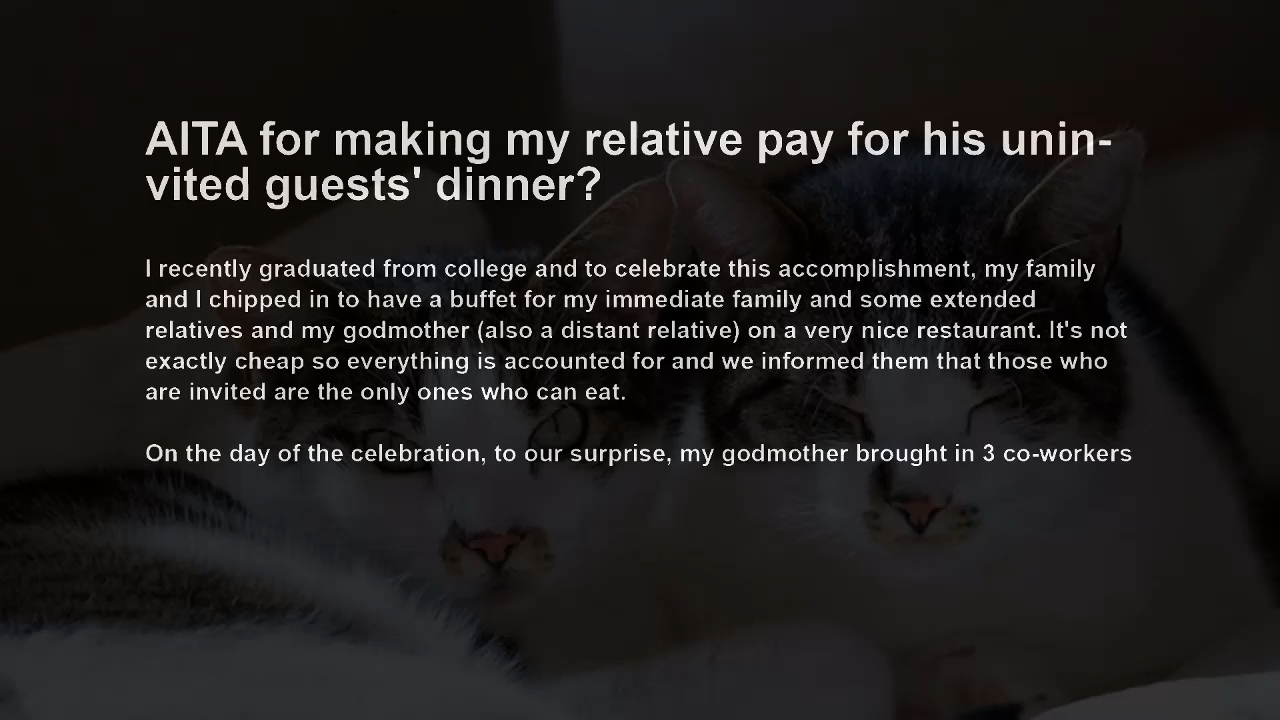 AITA for making my relative pay for his unin-
vited guests' dinner?
I recently graduated from college and to celebrate this accomplishment, my family
and I chipped in to have a buffet for my immediate family and some extended
relatives and my godmother (also a distant relative) on a very nice restaurant. It's not
exactly cheap so everything is accounted for and we informed them that those who
are invited are the only ones who can eat.
On the day of the celebration, to our surprise, my godmother brought in 3 co-workers